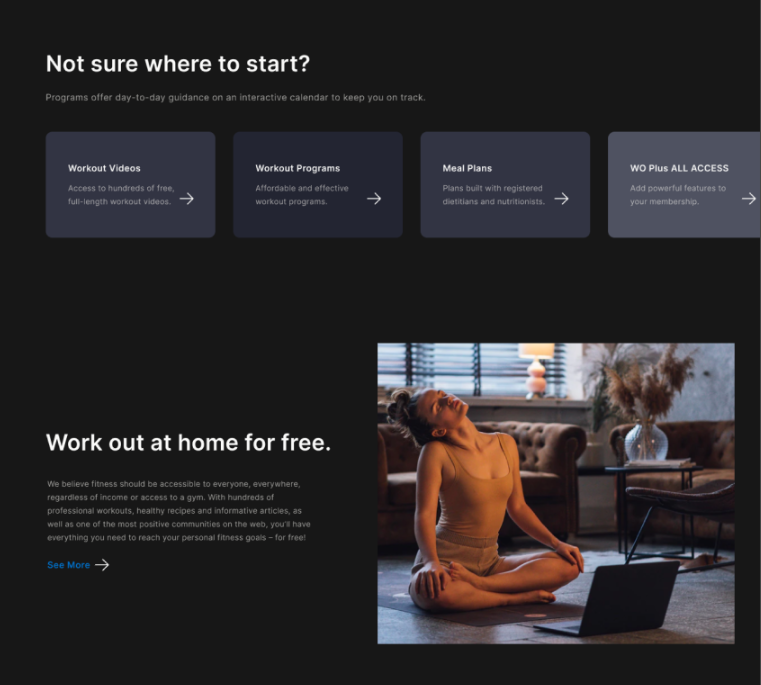 Not sure where to start?
Programs offer day-to-day guidance on an interactive calendar to keep you on track.
Workout Videos
Access to hundreds of free,
full-length workout videos.
Workout Programs
Affordable and effective
workout programs.
Meal Plans
Plans built with registered
dietitians and nutritionists.
WO Plus ALL ACCESS
Add powerful features to
your membership.
Work out at home for free.
We believe fitness should be accessible to everyone, everywhere,
regardless of income or access to a gym. With hundreds of
professional workouts, healthy recipes and informative articles, as
well as one of the most positive communities on the web, you'll have
everything you need to reach your personal fitness goals – for free!
See More